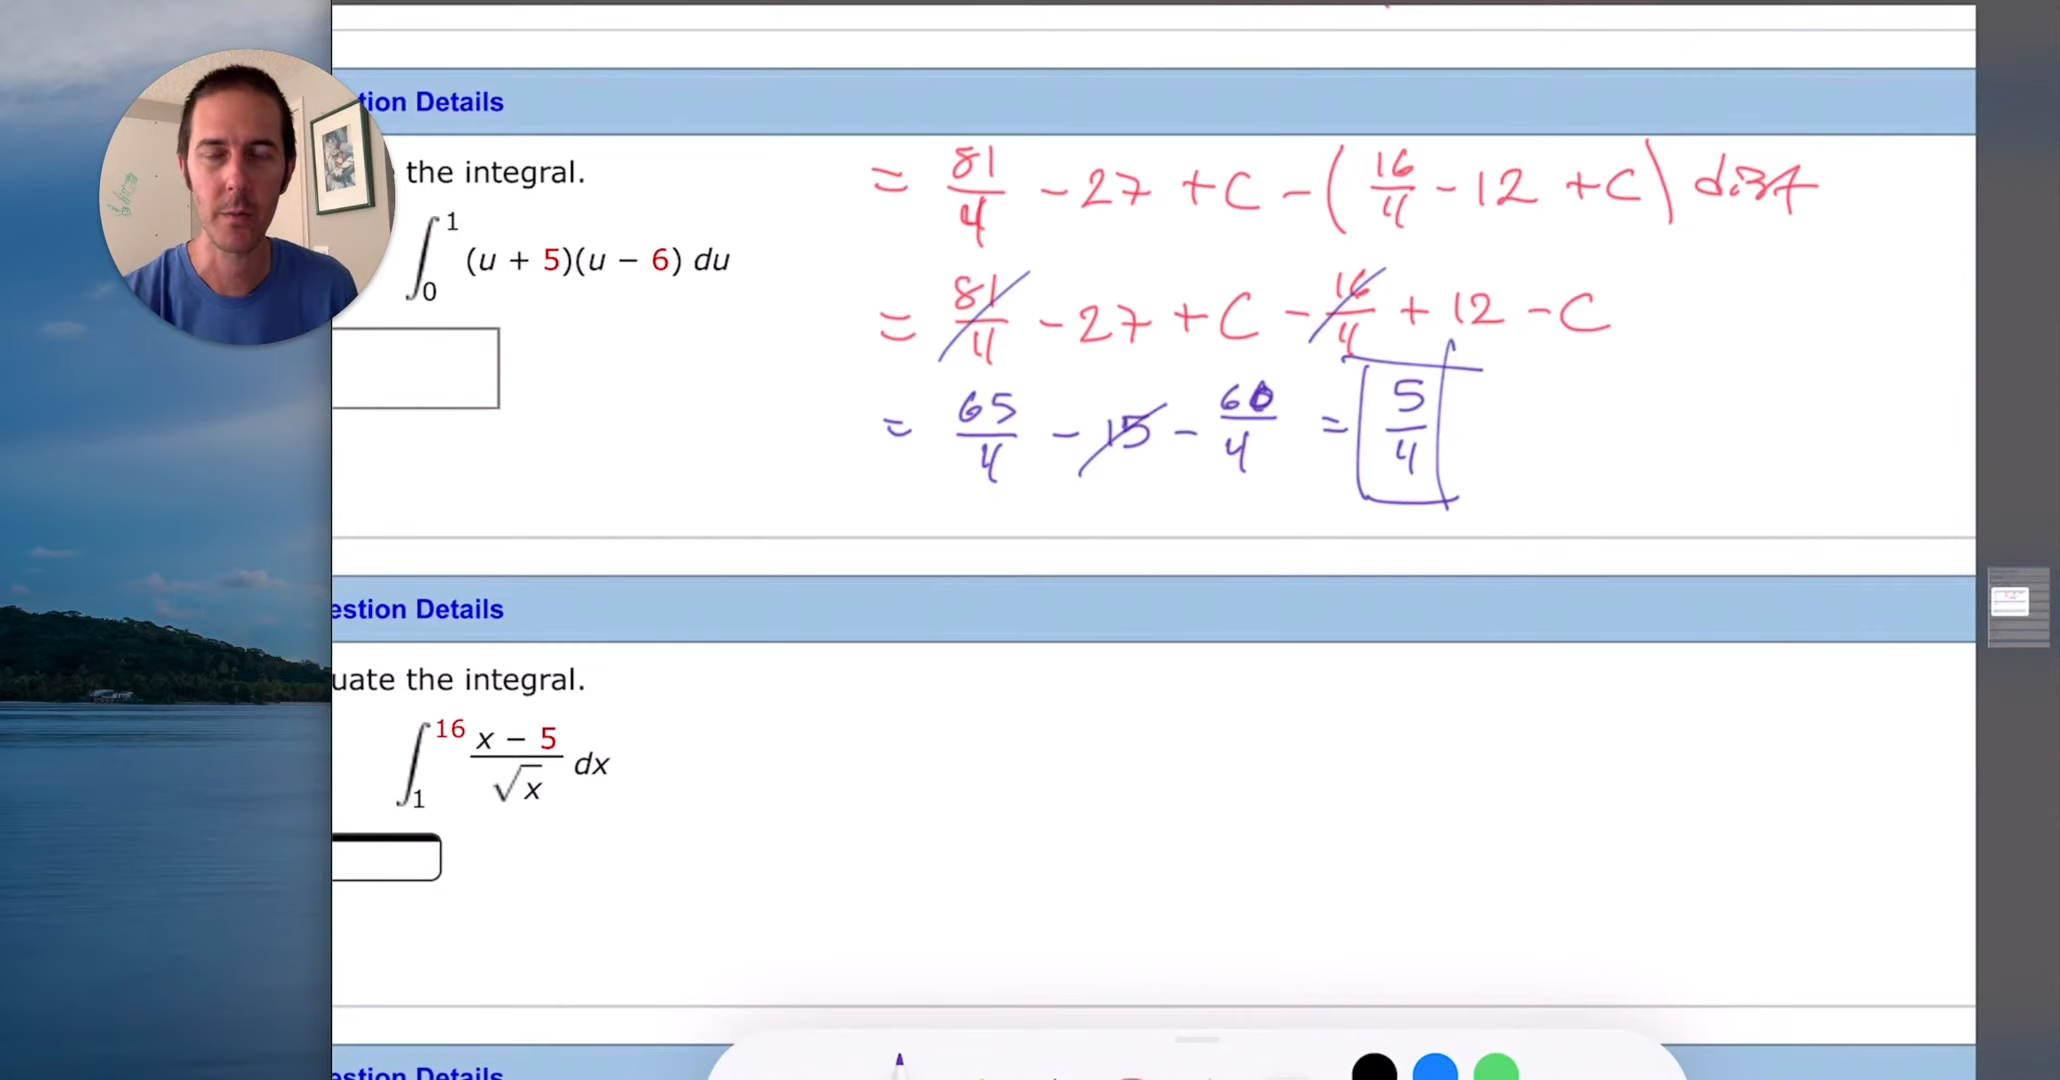 tion Details
the integral.
∫₀¹ (u + 5)(u − 6) du
= 81/4 - 27 + C - (16/4 - 12 + C) dist
= 81/4 - 27 + C - 16/4 + 12 - C
= 65/4 - 15 - 60/4 = 5/4
estion Details
uate the integral.
∫₁¹⁶ (x − 5)/√x dx
estion Details